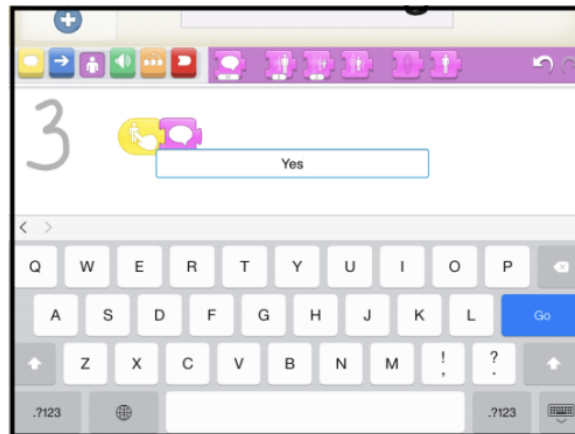 3
Yes
Q W E R T Y U I O P
A S D F G H J K L Go
Z X C V B N M ! , ? .
.?123 .?123